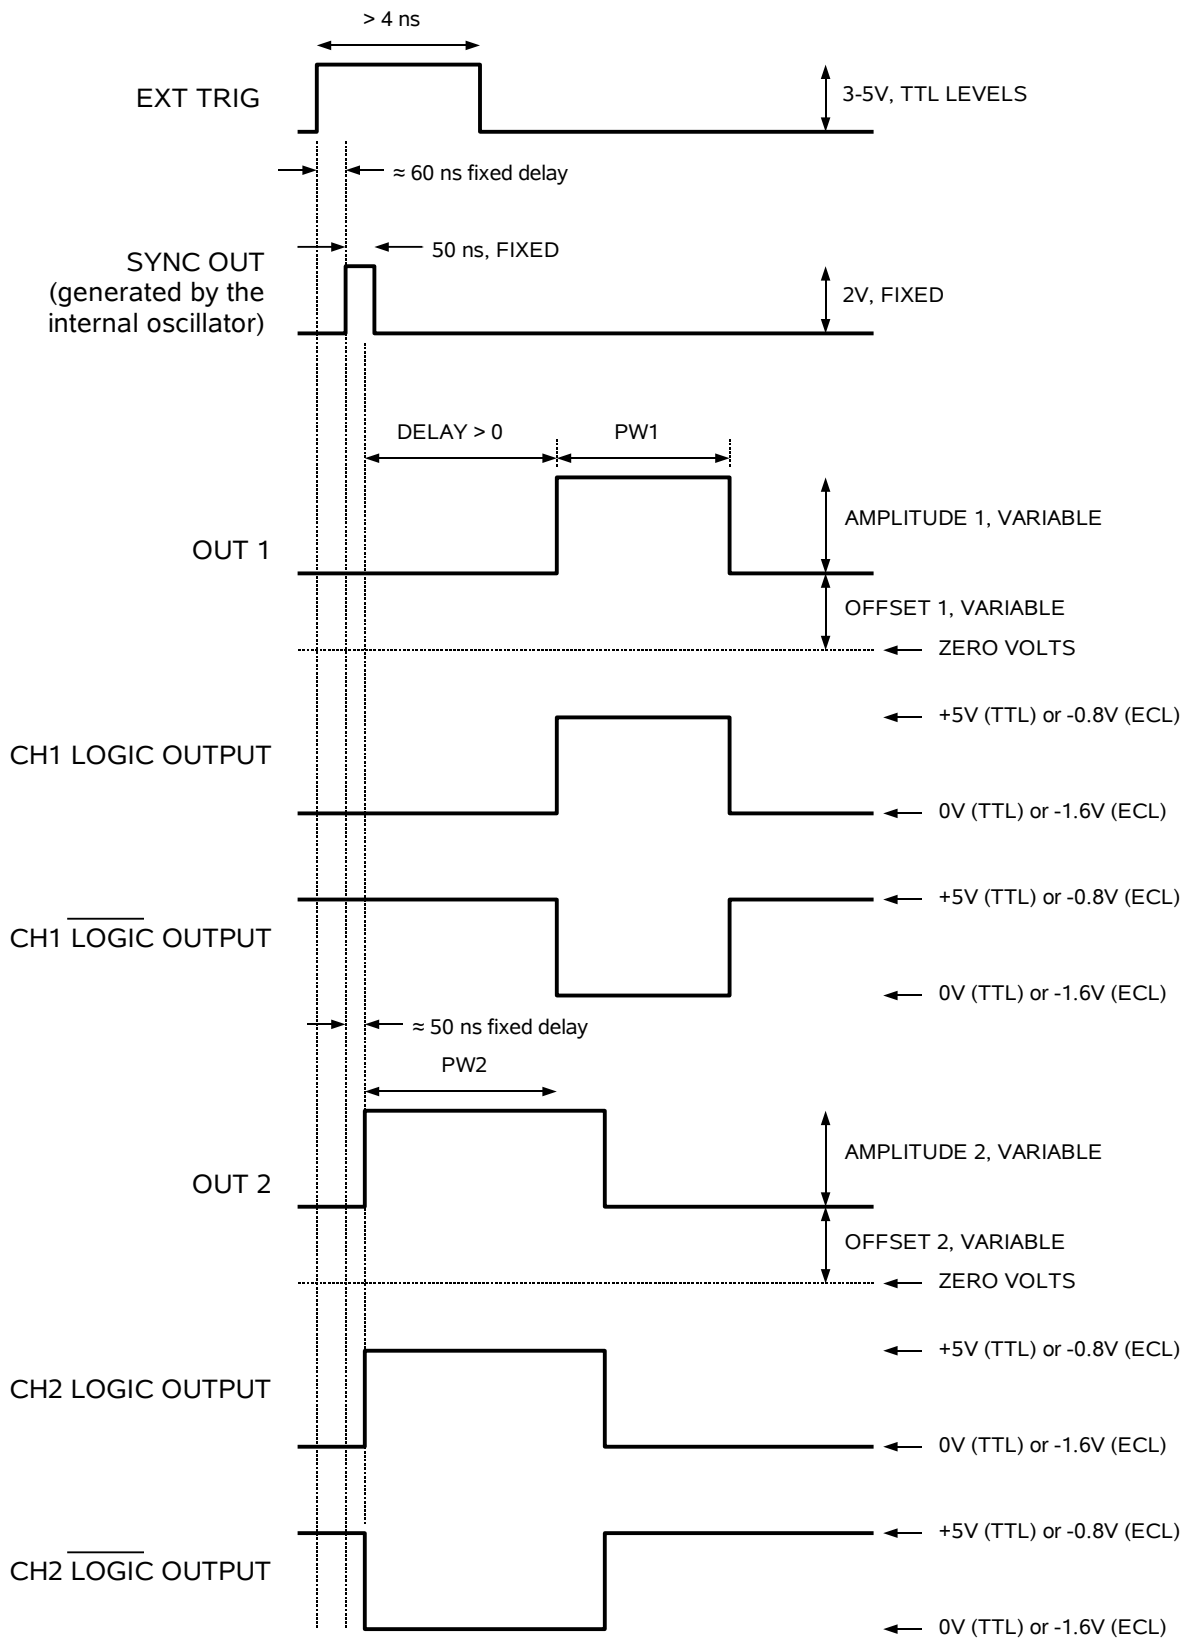 > 4 ns
EXT TRIG
3-5V, TTL LEVELS
≈ 60 ns fixed delay
SYNC OUT
(generated by the
internal oscillator)
50 ns, FIXED
2V, FIXED
DELAY > 0
PW1
OUT 1
AMPLITUDE 1, VARIABLE
OFFSET 1, VARIABLE
ZERO VOLTS
CH1 LOGIC OUTPUT
+5V (TTL) or -0.8V (ECL)
0V (TTL) or -1.6V (ECL)
CH1 LOGIC OUTPUT
+5V (TTL) or -0.8V (ECL)
0V (TTL) or -1.6V (ECL)
≈ 50 ns fixed delay
PW2
OUT 2
AMPLITUDE 2, VARIABLE
OFFSET 2, VARIABLE
ZERO VOLTS
CH2 LOGIC OUTPUT
+5V (TTL) or -0.8V (ECL)
0V (TTL) or -1.6V (ECL)
CH2 LOGIC OUTPUT
+5V (TTL) or -0.8V (ECL)
0V (TTL) or -1.6V (ECL)